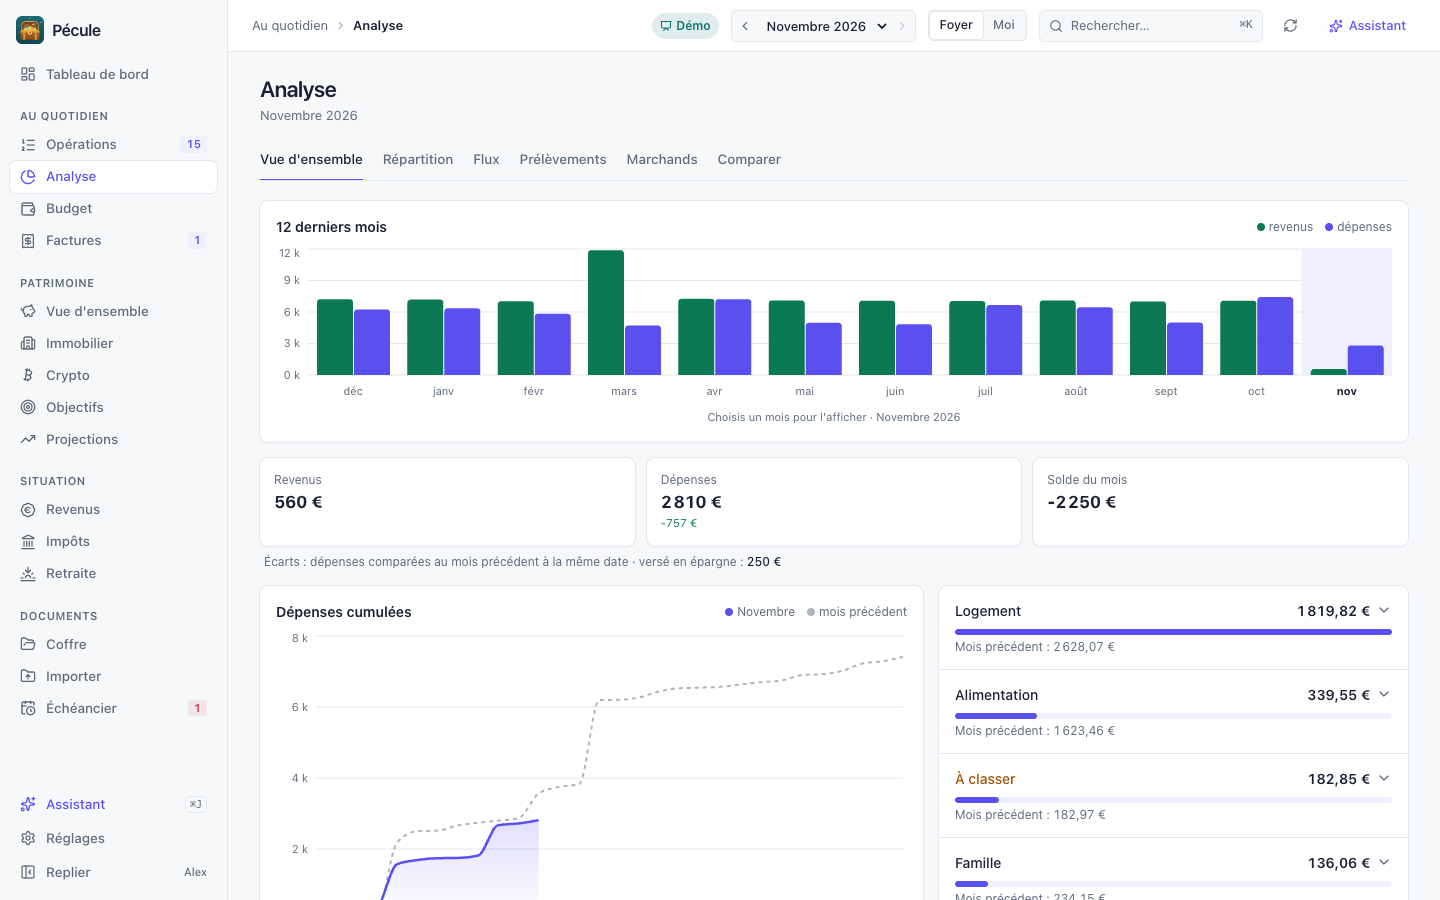 Pécule
Tableau de bord
AU QUOTIDIEN
Opérations 15
Analyse
Budget
Factures 1
PATRIMOINE
Vue d'ensemble
Immobilier
Crypto
Objectifs
Projections
SITUATION
Revenus
Impôts
Retraite
DOCUMENTS
Coffre
Importer
Échéancier 1
Assistant ⌘J
Réglages
Replier Alex
Au quotidien > Analyse
Démo
< Novembre 2026 >
Foyer Moi
Rechercher... ⌘K
Assistant
Analyse
Novembre 2026
Vue d'ensemble Répartition Flux Prélèvements Marchands Comparer
12 derniers mois
revenus dépenses
12 k
9 k
6 k
3 k
0 k
déc janv févr mars avr mai juin juil août sept oct nov
Choisis un mois pour l'afficher · Novembre 2026
Revenus
560 €
Dépenses
2 810 €
-757 €
Solde du mois
-2 250 €
Écarts : dépenses comparées au mois précédent à la même date · versé en épargne : 250 €
Dépenses cumulées
Novembre mois précédent
8 k
6 k
4 k
2 k
Logement 1 819,82 €
Mois précédent : 2 628,07 €
Alimentation 339,55 €
Mois précédent : 1 623,46 €
À classer 182,85 €
Mois précédent : 182,97 €
Famille 136,06 €
Mois précédent : 234,15 €